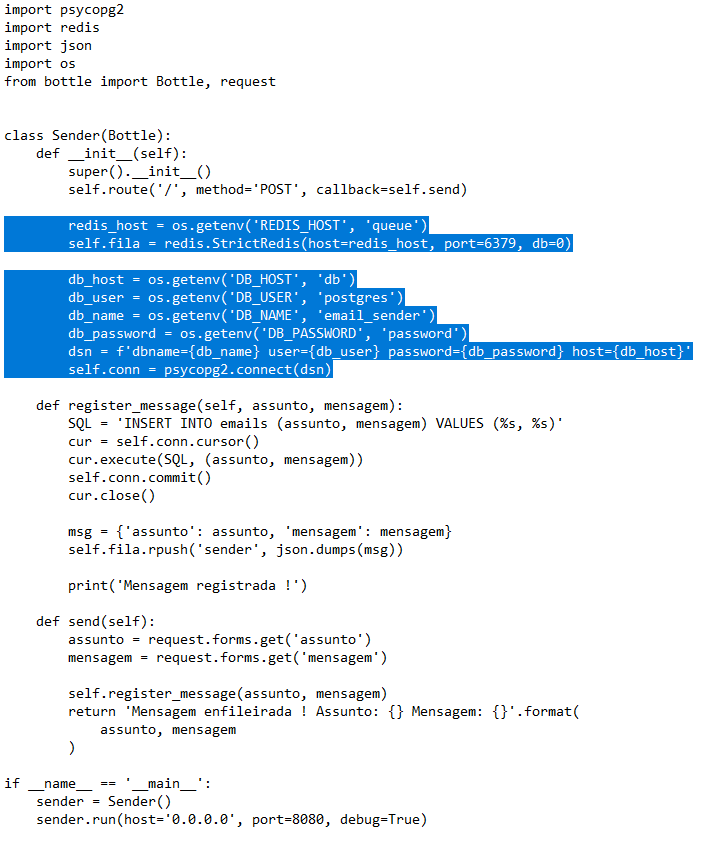 import psycopg2
import redis
import json
import os
from bottle import Bottle, request
class Sender(Bottle):
    def __init__(self):
        super().__init__()
        self.route('/', method='POST', callback=self.send)
        redis_host = os.getenv('REDIS_HOST', 'queue')
        self.fila = redis.StrictRedis(host=redis_host, port=6379, db=0)
        db_host = os.getenv('DB_HOST', 'db')
        db_user = os.getenv('DB_USER', 'postgres')
        db_name = os.getenv('DB_NAME', 'email_sender')
        db_password = os.getenv('DB_PASSWORD', 'password')
        dsn = f'dbname={db_name} user={db_user} password={db_password} host={db_host}'
        self.conn = psycopg2.connect(dsn)
    def register_message(self, assunto, mensagem):
        SQL = 'INSERT INTO emails (assunto, mensagem) VALUES (%s, %s)'
        cur = self.conn.cursor()
        cur.execute(SQL, (assunto, mensagem))
        self.conn.commit()
        cur.close()
        msg = {'assunto': assunto, 'mensagem': mensagem}
        self.fila.rpush('sender', json.dumps(msg))
        print('Mensagem registrada !')
    def send(self):
        assunto = request.forms.get('assunto')
        mensagem = request.forms.get('mensagem')
        self.register_message(assunto, mensagem)
        return 'Mensagem enfileirada ! Assunto: {} Mensagem: {}'.format(
            assunto, mensagem
        )
if __name__ == '__main__':
    sender = Sender()
    sender.run(host='0.0.0.0', port=8080, debug=True)